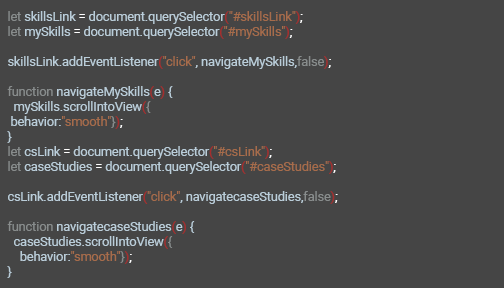 let skillsLink = document.querySelector("#skillsLink");
let mySkills = document.querySelector("#mySkills");
skillsLink.addEventListener("click", navigateMySkills,false);
function navigateMySkills(e) {
mySkills.scrollIntoView({
behavior:"smooth"});
}
let csLink = document.querySelector("#csLink");
let caseStudies = document.querySelector("#caseStudies");
csLink.addEventListener("click", navigatecaseStudies,false);
function navigatecaseStudies(e) {
caseStudies.scrollIntoView({
behavior:"smooth"});
}